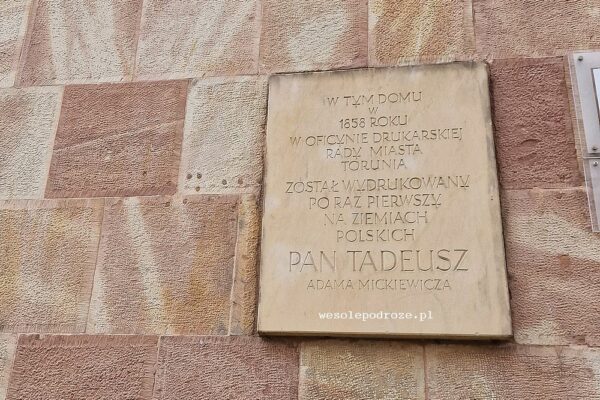 W TYM DOMU
W
1858 ROKU
W OFICYNIE DRUKARSKIEJ
RADY MIASTA
TORUNIA
ZOSTAŁ WYDRUKOWANY
PO RAZ PIERWSZY
NA ZIEMIACH
POLSKICH
PAN TADEUSZ
ADAMA MICKIEWICZA
wesolepodroze.pl